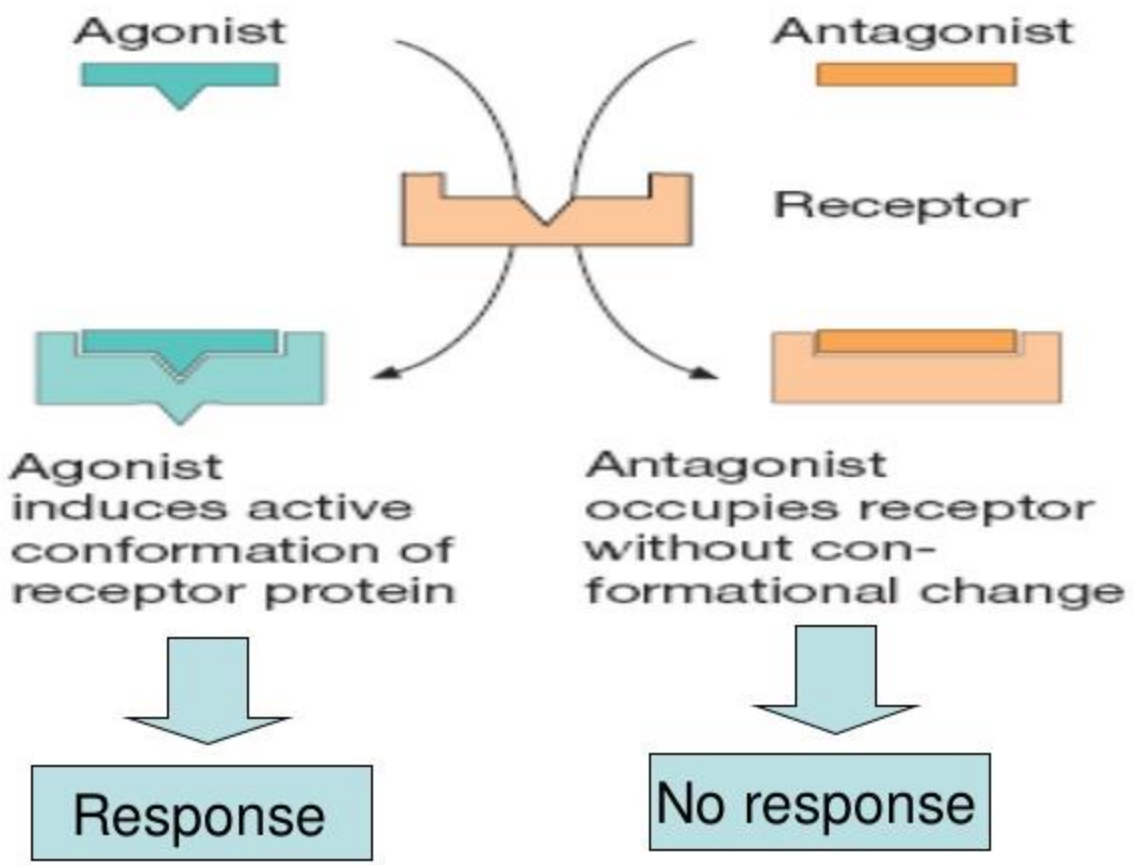 Agonist
Antagonist
Receptor
Agonist
induces active
conformation of
receptor protein
Antagonist
occupies receptor
without con-
formational change
Response
No response